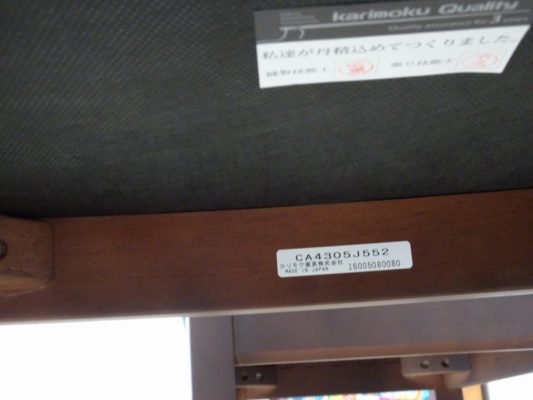 karimoku Quality
Quality assurance for 3 years
私達が丹精込めてつくりました。
縫製技能士
張り技能士
CA4305J552
カリモク家具株式会社
MADE IN JAPAN 16005080080